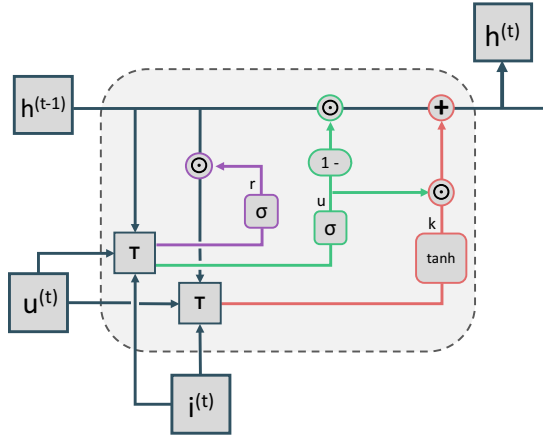 h(t)
h(t-1)
1 -
r
u
σ
σ
k
T
tanh
u(t)
T
i(t)